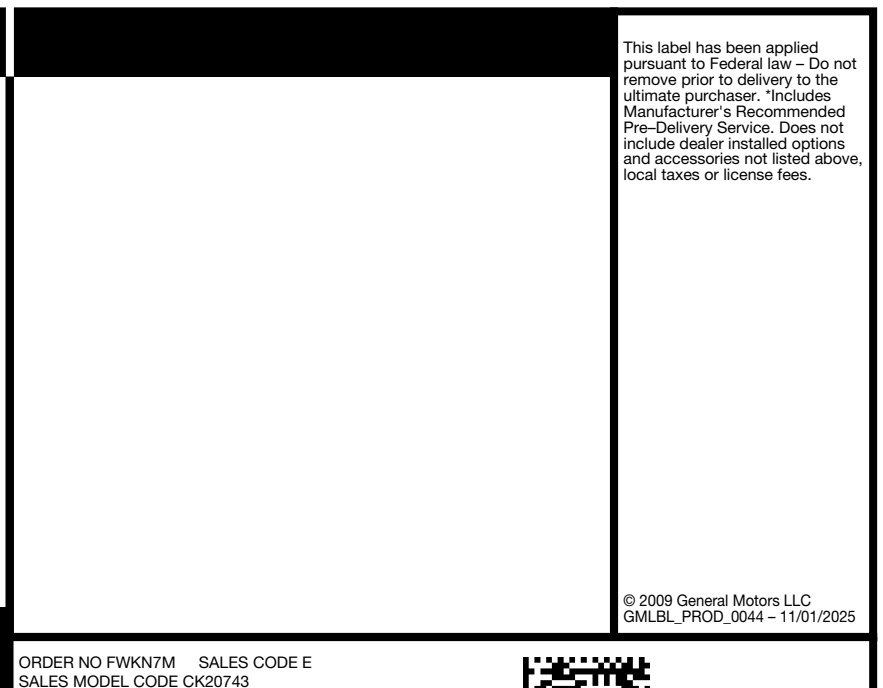 This label has been applied
pursuant to Federal law – Do not
remove prior to delivery to the
ultimate purchaser. *Includes
Manufacturer's Recommended
Pre–Delivery Service. Does not
include dealer installed options
and accessories not listed above,
local taxes or license fees.
© 2009 General Motors LLC
GMLBL_PROD_0044 – 11/01/2025
ORDER NO FWKN7M SALES CODE E
SALES MODEL CODE CK20743